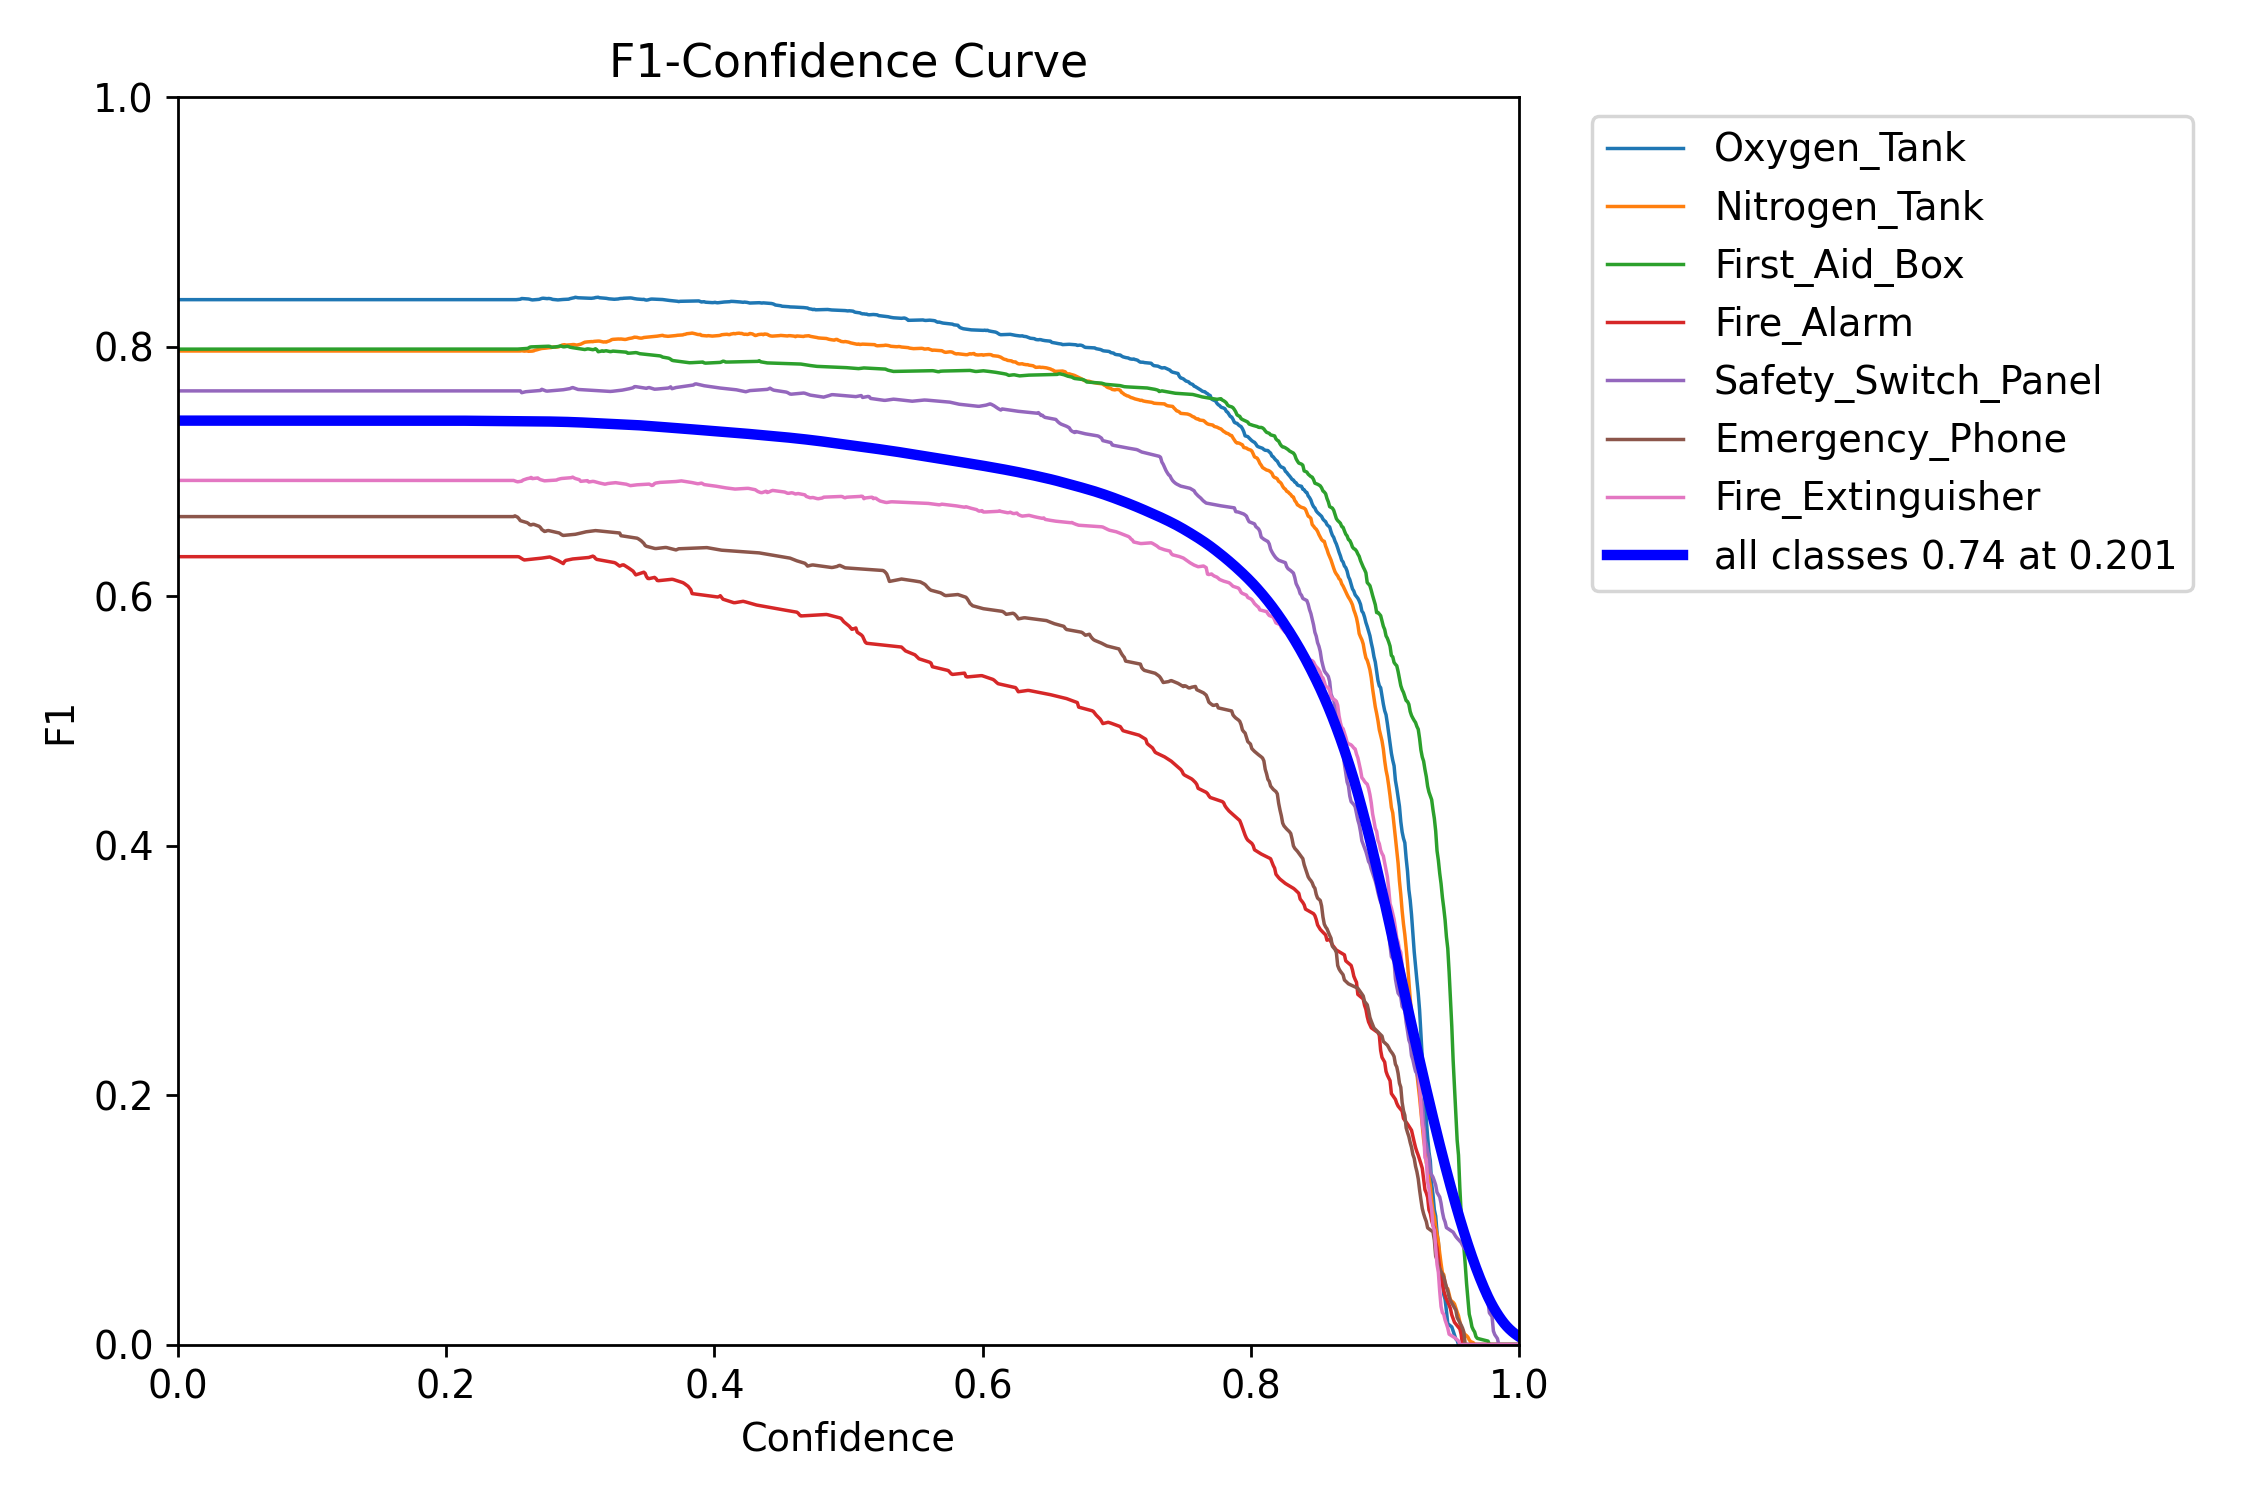 F1-Confidence Curve
1.0
0.8
0.6
0.4
0.2
0.0
F1
0.0 0.2 0.4 0.6 0.8 1.0
Confidence
Oxygen_Tank
Nitrogen_Tank
First_Aid_Box
Fire_Alarm
Safety_Switch_Panel
Emergency_Phone
Fire_Extinguisher
all classes 0.74 at 0.201